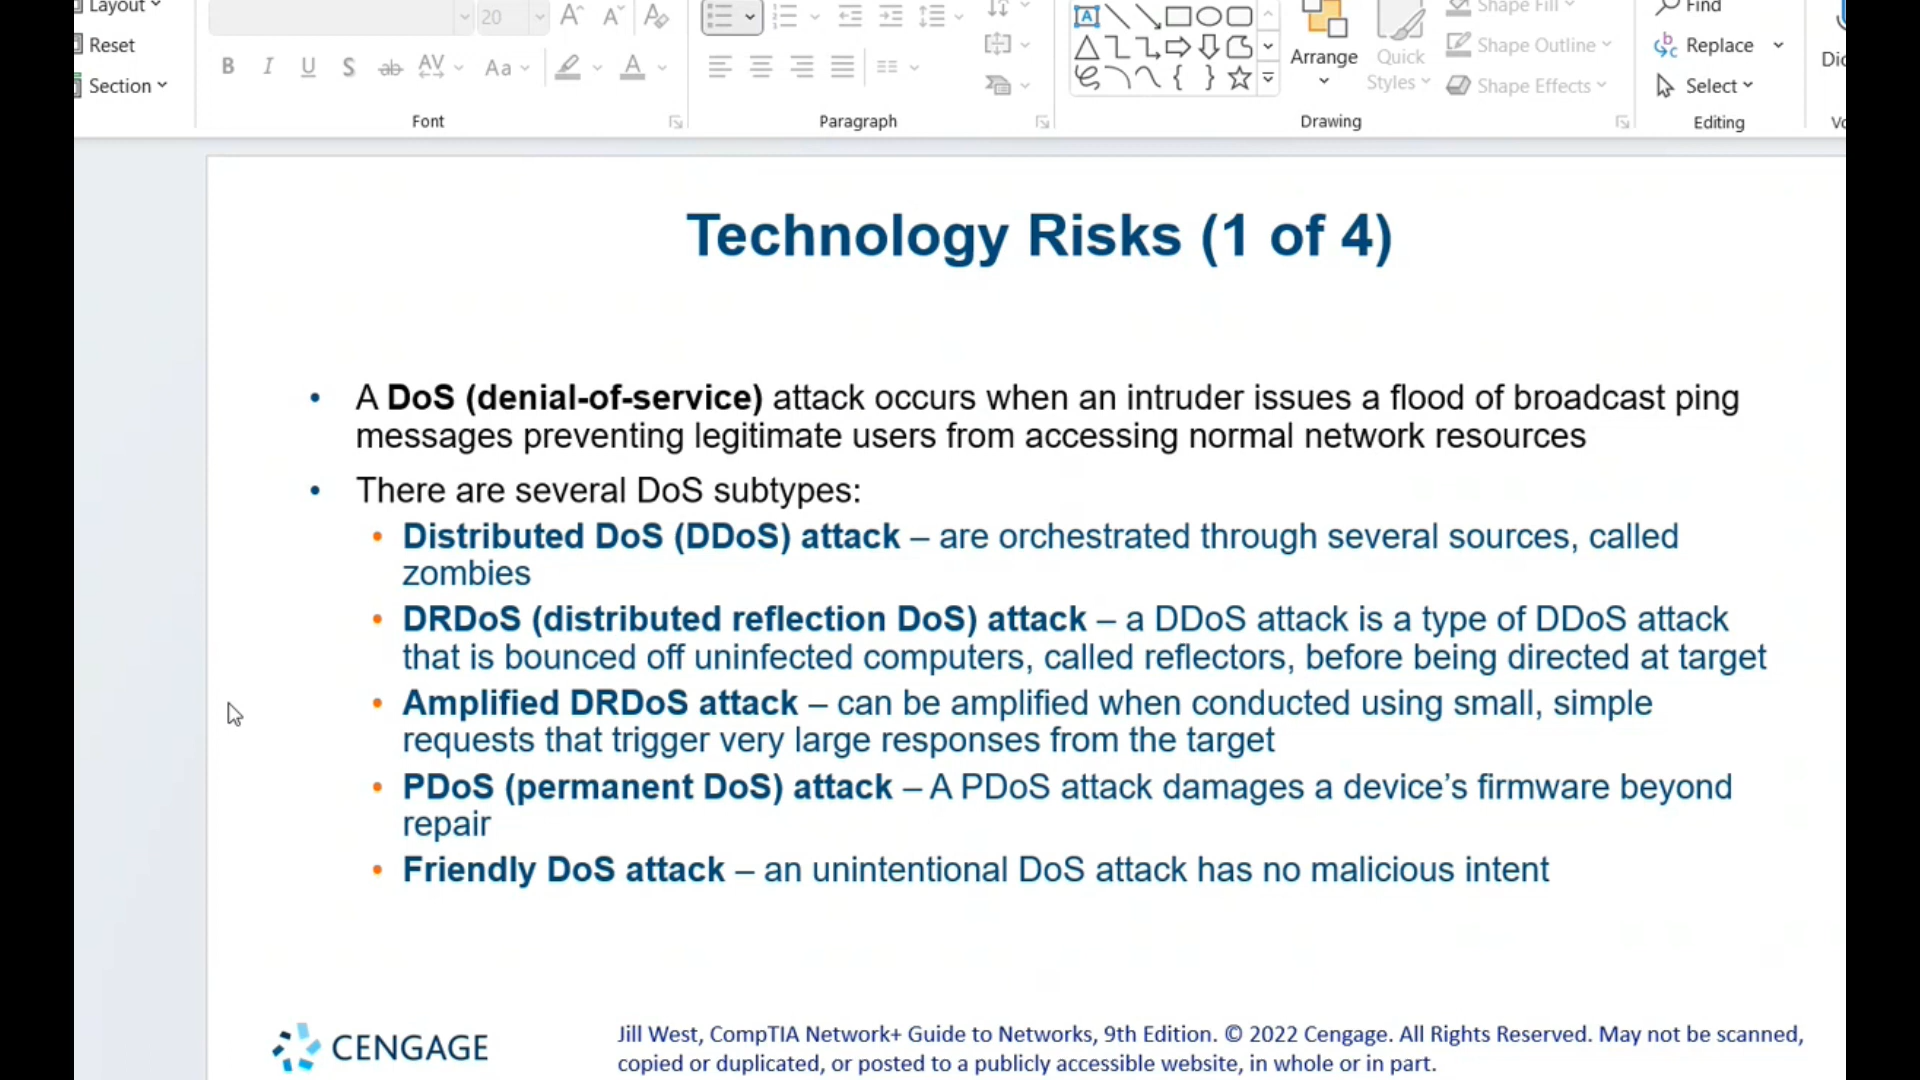 Layout
Reset
Section
20
B I U S ab AV Aa A
Font
Paragraph
A
Arrange
Quick
Styles
Shape Fill
Shape Outline
Shape Effects
Drawing
Find
Replace
Select
Editing
Technology Risks (1 of 4)
• A DoS (denial-of-service) attack occurs when an intruder issues a flood of broadcast ping
messages preventing legitimate users from accessing normal network resources
• There are several DoS subtypes:
• Distributed DoS (DDoS) attack – are orchestrated through several sources, called
zombies
• DRDoS (distributed reflection DoS) attack – a DDoS attack is a type of DDoS attack
that is bounced off uninfected computers, called reflectors, before being directed at target
• Amplified DRDoS attack – can be amplified when conducted using small, simple
requests that trigger very large responses from the target
• PDoS (permanent DoS) attack – A PDoS attack damages a device’s firmware beyond
repair
• Friendly DoS attack – an unintentional DoS attack has no malicious intent
CENGAGE
Jill West, CompTIA Network+ Guide to Networks, 9th Edition. © 2022 Cengage. All Rights Reserved. May not be scanned,
copied or duplicated, or posted to a publicly accessible website, in whole or in part.